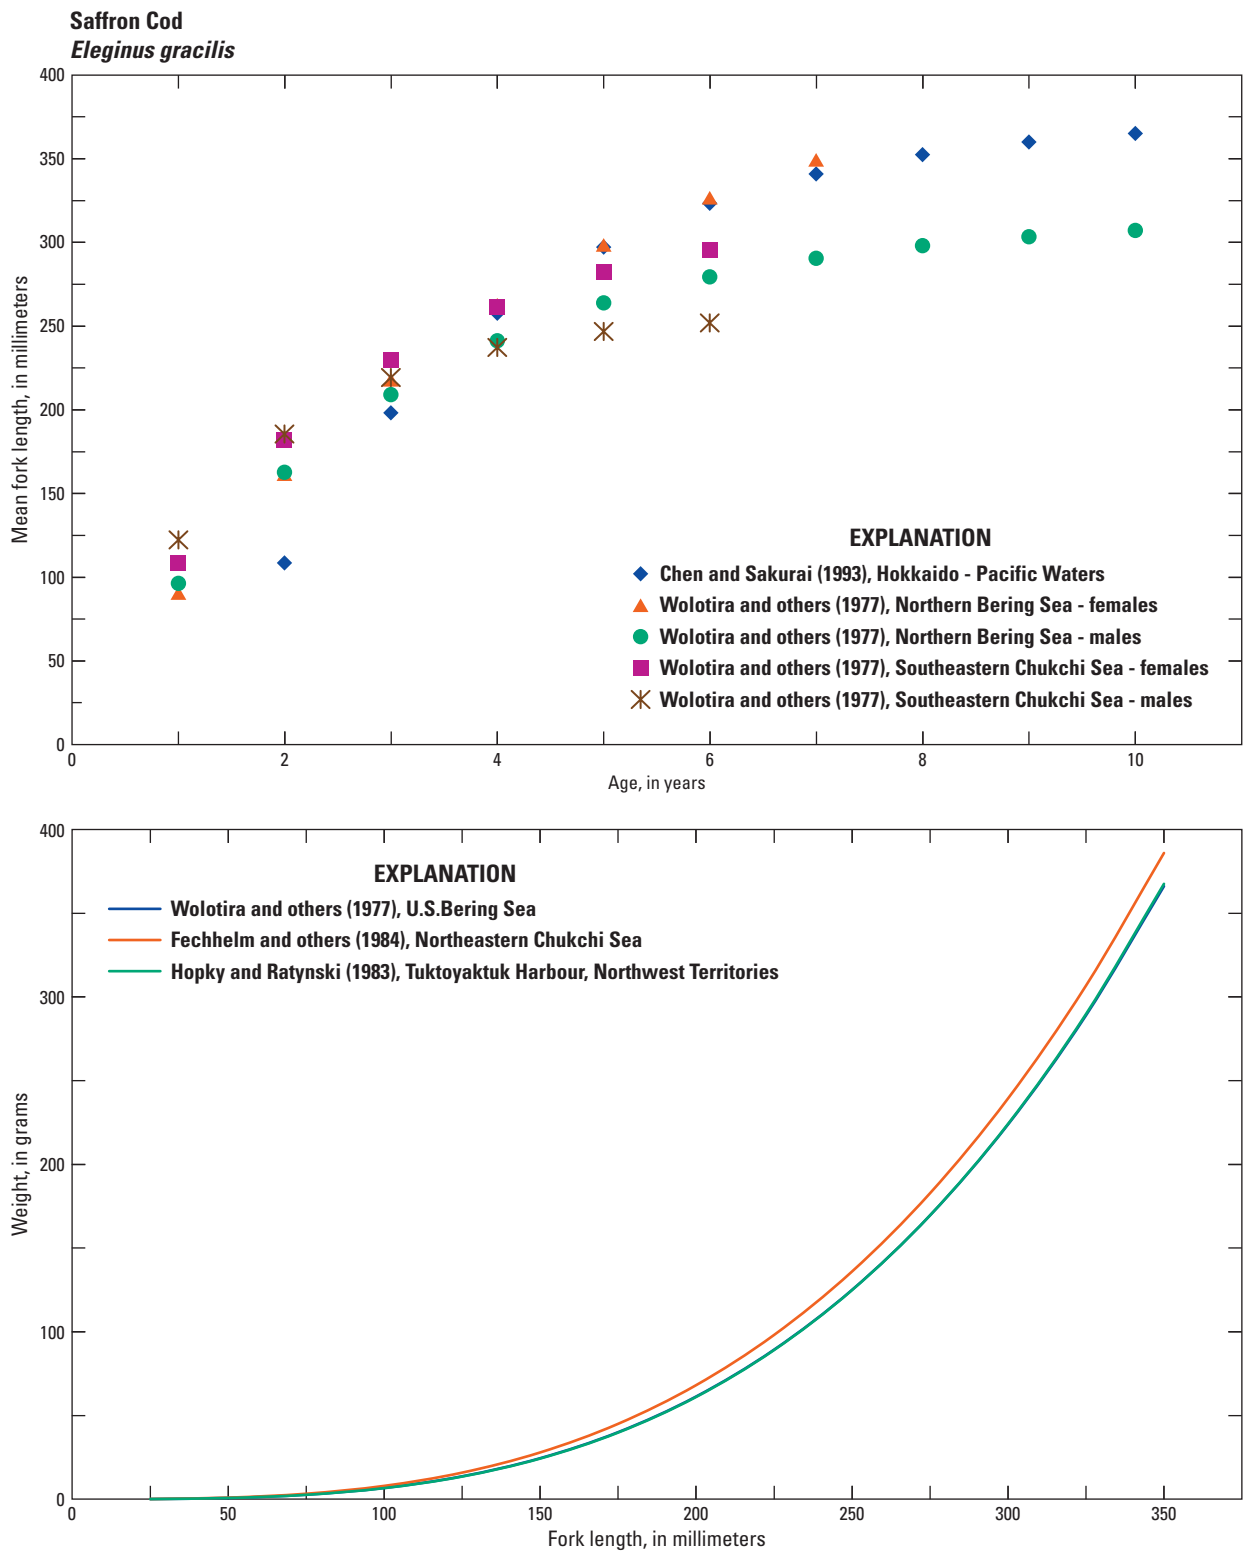 Saffron Cod
Eleginus gracilis
400
350
300
250
200
150
100
50
0
Mean fork length, in millimeters
EXPLANATION
Chen and Sakurai (1993), Hokkaido - Pacific Waters
Wolotira and others (1977), Northern Bering Sea - females
Wolotira and others (1977), Northern Bering Sea - males
Wolotira and others (1977), Southeastern Chukchi Sea - females
Wolotira and others (1977), Southeastern Chukchi Sea - males
0 2 4 6 8 10
Age, in years
400
300
200
100
0
Weight, in grams
EXPLANATION
Wolotira and others (1977), U.S.Bering Sea
Fechhelm and others (1984), Northeastern Chukchi Sea
Hopky and Ratynski (1983), Tuktoyaktuk Harbour, Northwest Territories
0 50 100 150 200 250 300 350
Fork length, in millimeters